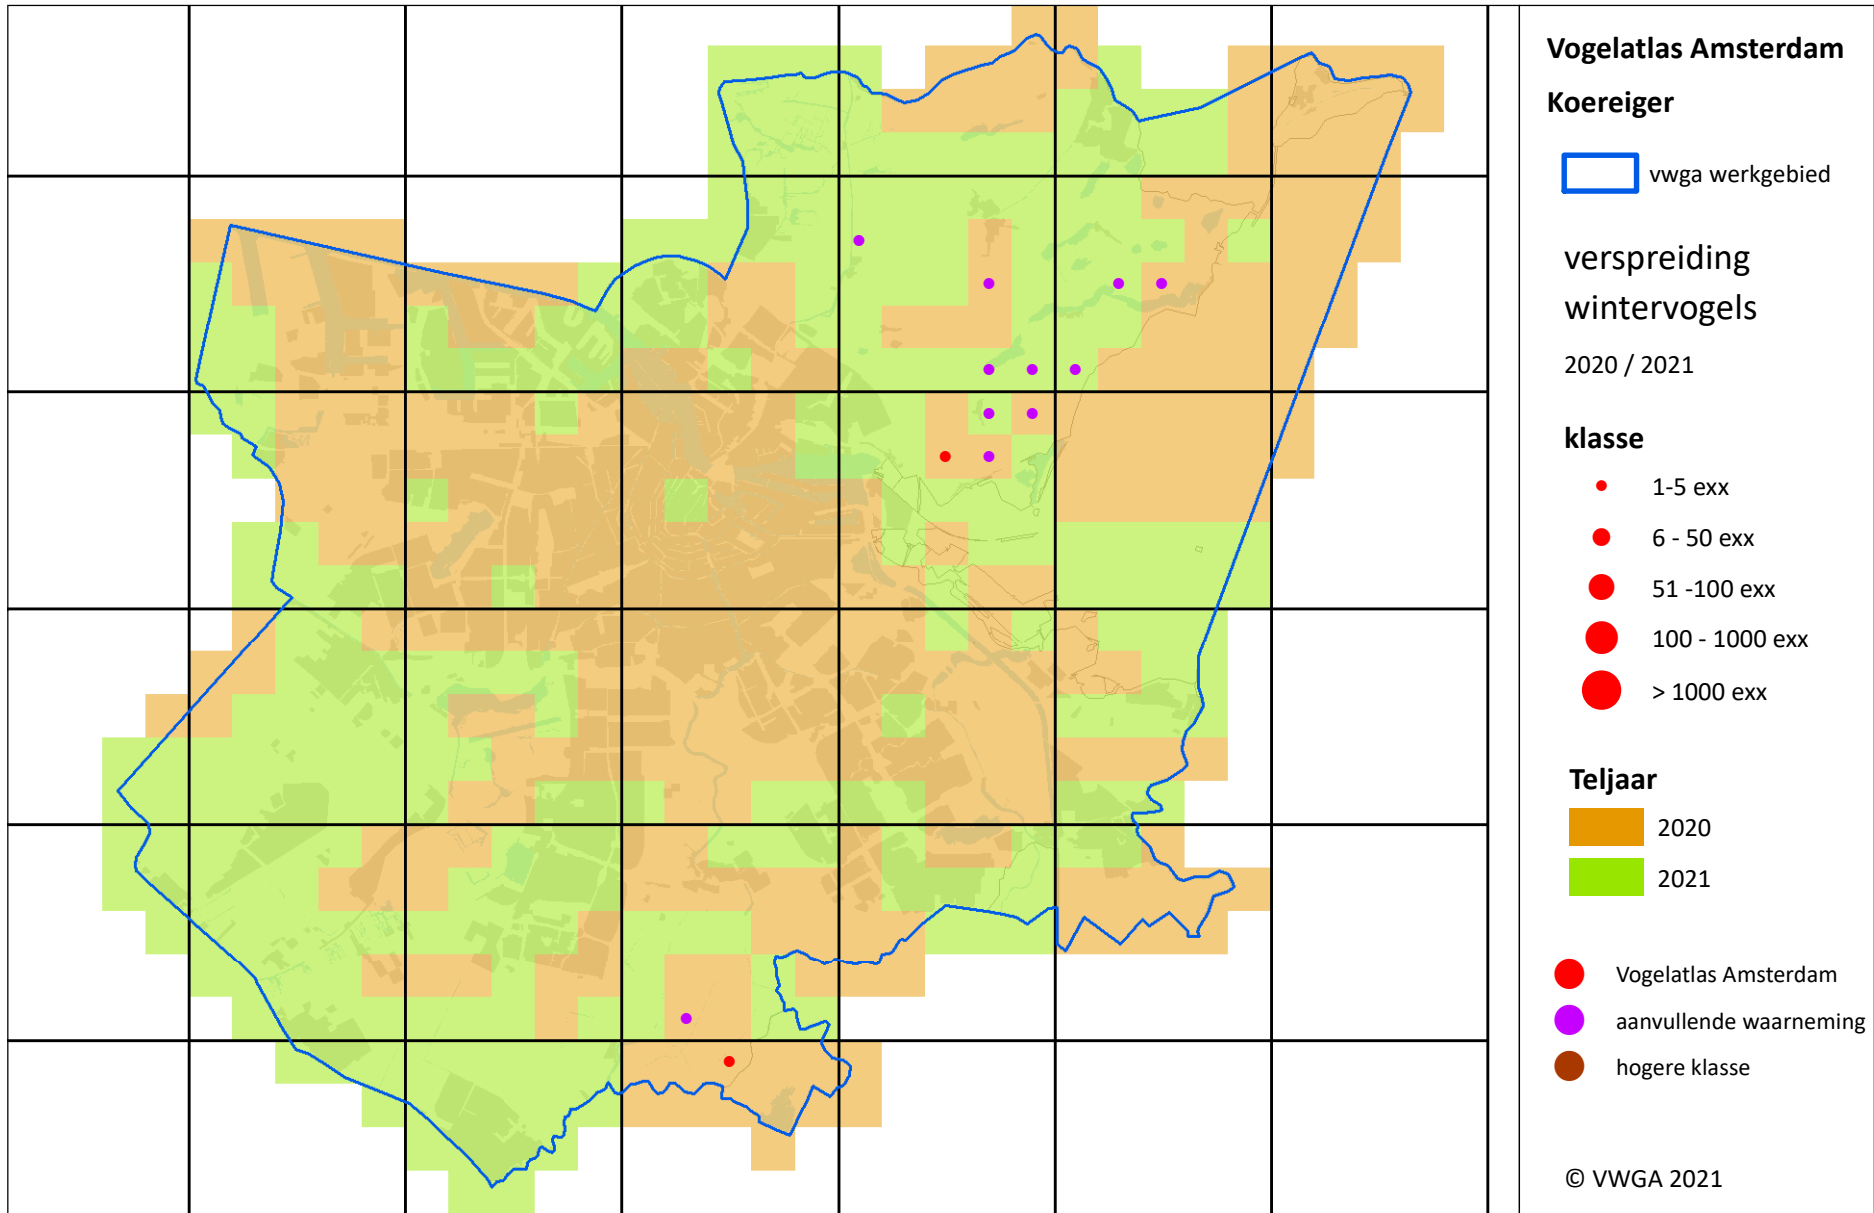 Vogelatlas Amsterdam
Koereiger
vwga werkgebied
verspreiding
wintervogels
2020 / 2021
klasse
1-5 exx
6 - 50 exx
51 -100 exx
100 - 1000 exx
> 1000 exx
Teljaar
2020
2021
Vogelatlas Amsterdam
aanvullende waarneming
hogere klasse
© VWGA 2021